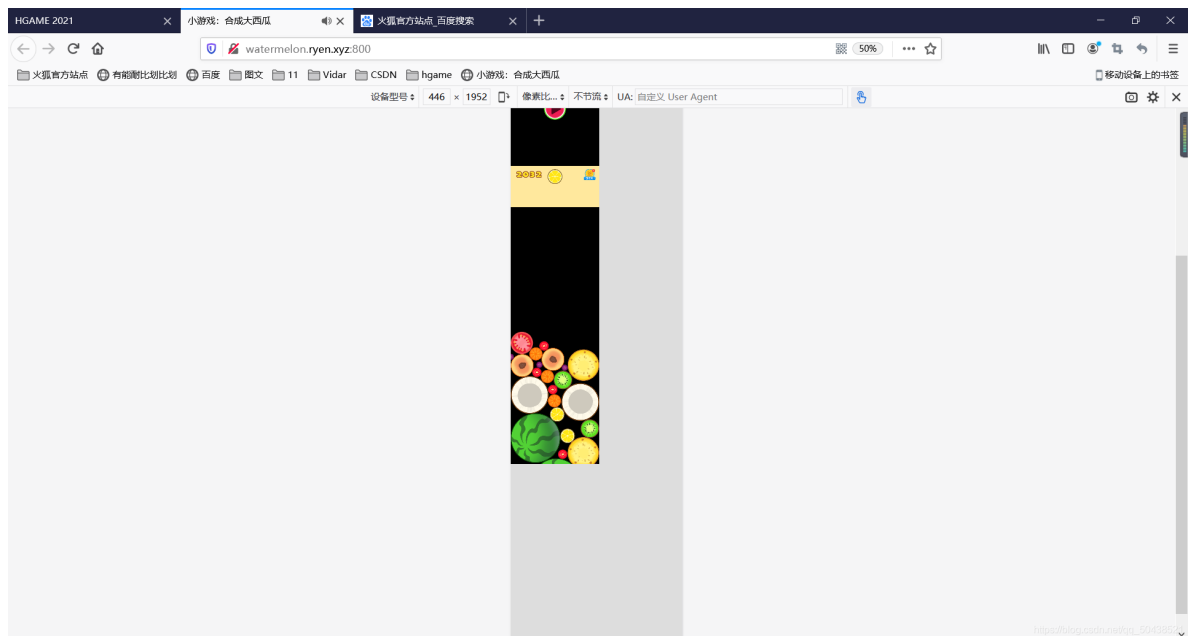 HGAME 2021
小游戏：合成大西瓜
火狐官方站点_百度搜索
watermelon.ryen.xyz:800
50%
火狐官方站点 有能耐比划比划 百度 图文 11 Vidar CSDN hgame 小游戏：合成大西瓜 移动设备上的书签
设备型号 446 × 1952 像素比... 不节流 UA: 自定义 User Agent
2032